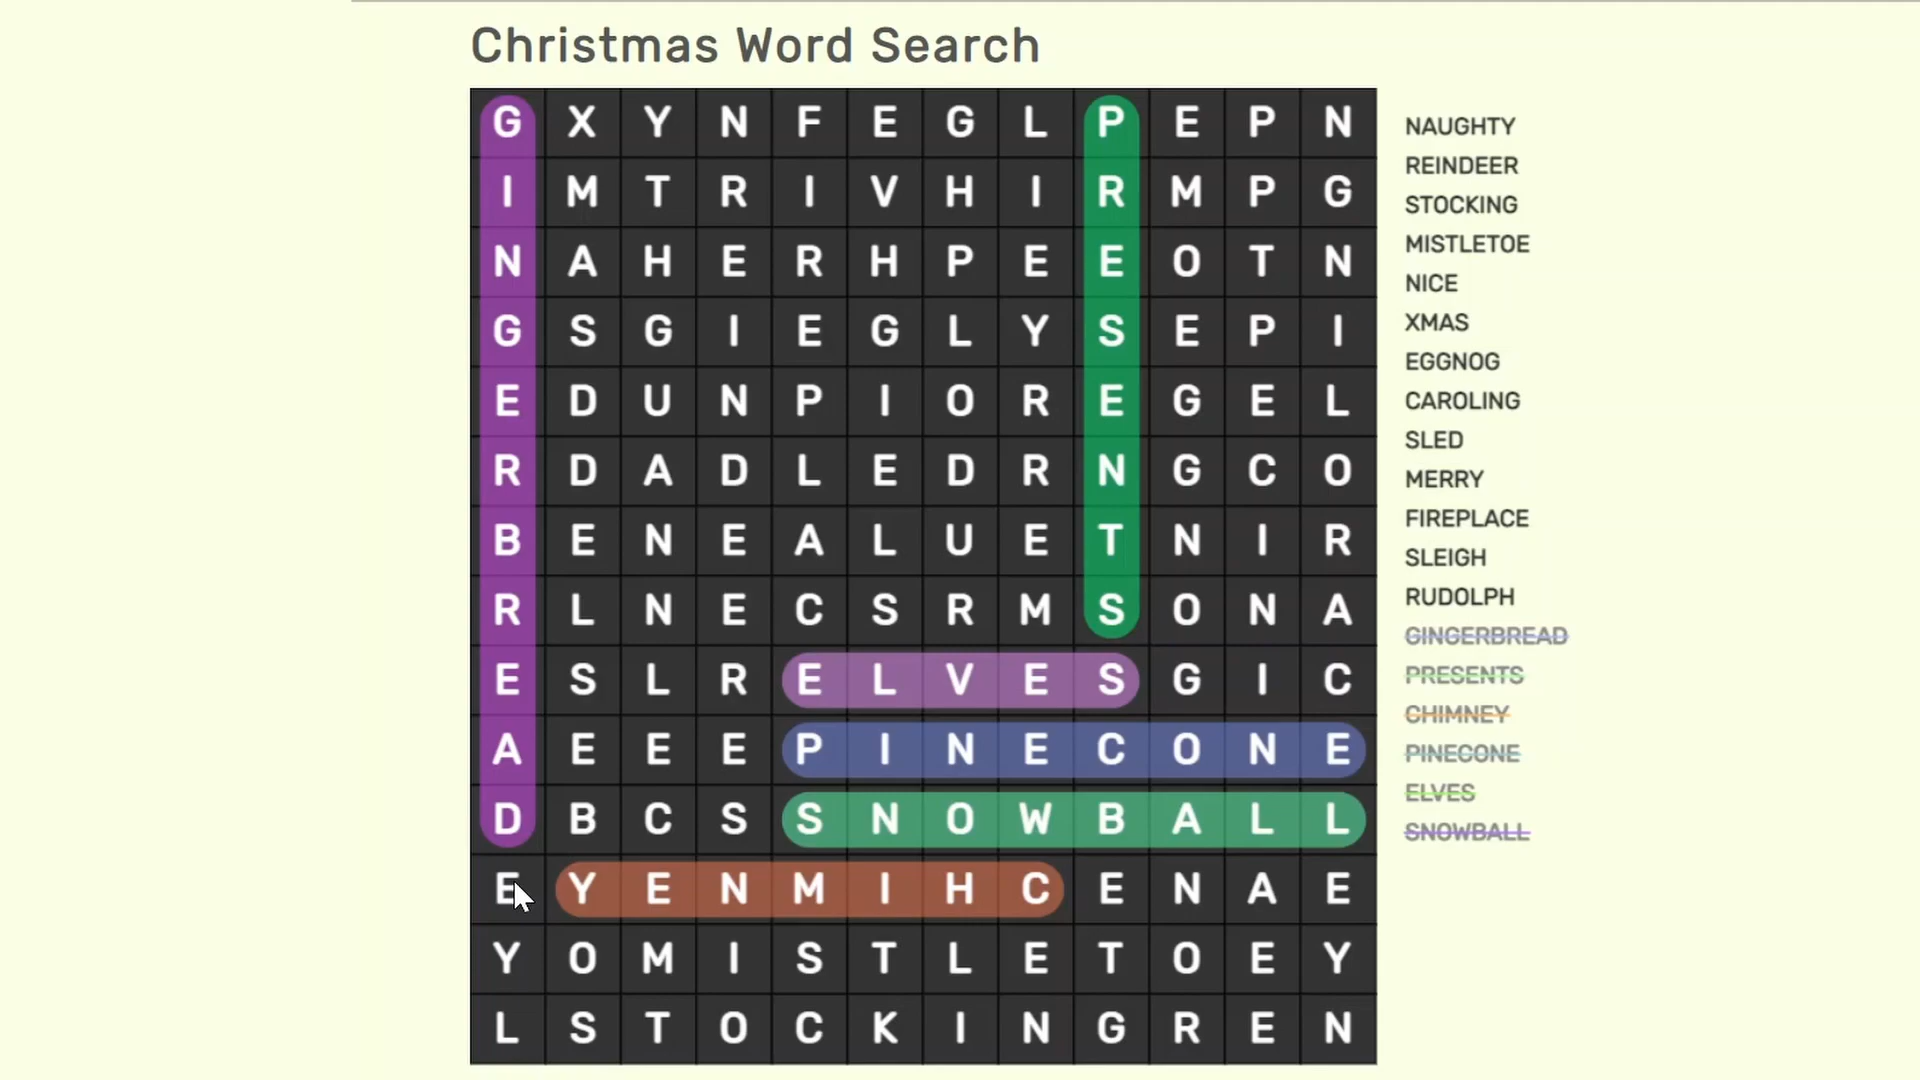 Christmas Word Search
G X Y N F E G L P E P N
I M T R I V H I R M P G
N A H E R H P E E O T N
G S G I E G L Y S E P I
E D U N P I O R E G E L
R D A D L E D R N G C O
B E N E A L U E T N I R
R L N E C S R M S O N A
E S L R E L V E S G I C
A E E E P I N E C O N E
D B C S S N O W B A L L
E Y E N M I H C E N A E
Y O M I S T L E T O E Y
L S T O C K I N G R E N
NAUGHTY
REINDEER
STOCKING
MISTLETOE
NICE
XMAS
EGGNOG
CAROLING
SLED
MERRY
FIREPLACE
SLEIGH
RUDOLPH
GINGERBREAD
PRESENTS
CHIMNEY
PINECONE
ELVES
SNOWBALL